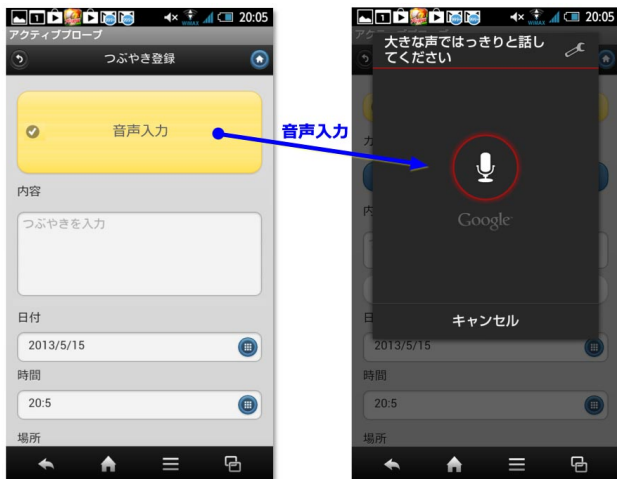 20:05
アクティブプローブ
つぶやき登録
音声入力
内容
つぶやきを入力
日付
2013/5/15
時間
20:5
場所
音声入力
20:05
大きな声ではっきりと話し
てください
Google
キャンセル
2013/5/15
時間
20:5
場所